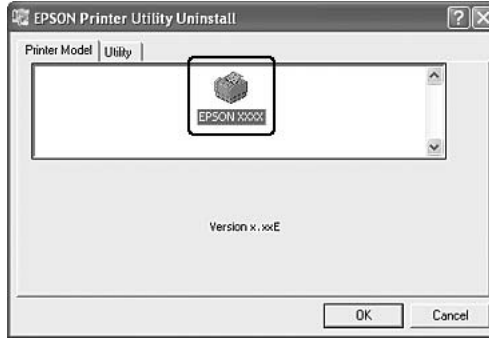 EPSON Printer Utility Uninstall
Printer Model Utility
EPSON XXXX
Version x.xxE
OK Cancel